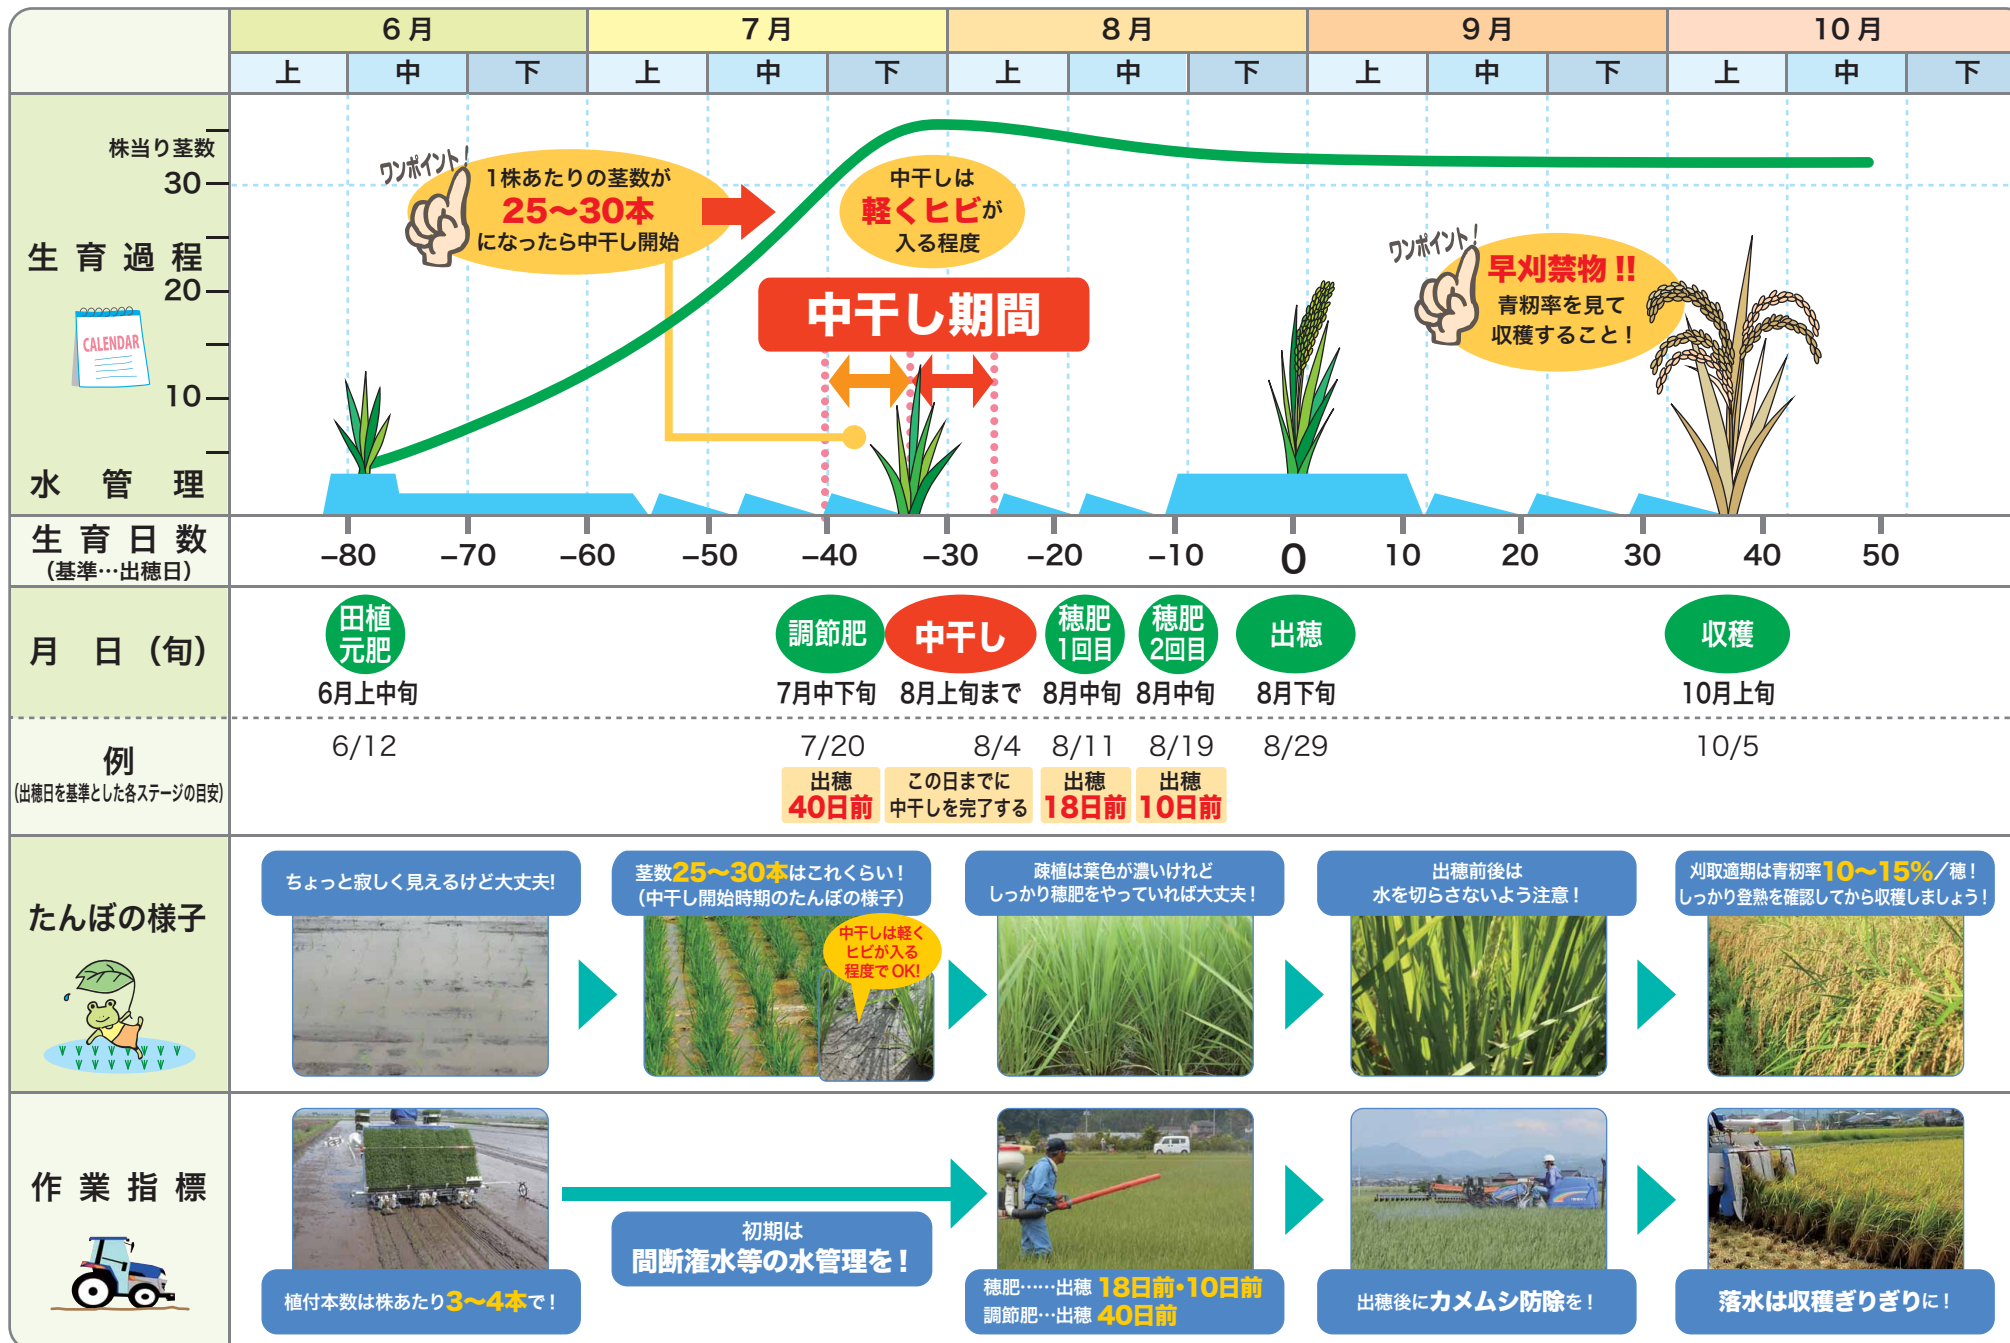 6月 7月 8月 9月 10月
上 中 下 上 中 下 上 中 下 上 中 下 上 中 下
株当り茎数
30
生育過程
20
CALENDAR
10
水管理
ワンポイント!
1株あたりの茎数が
25〜30本
になったら中干し開始
中干しは
軽くヒビが
入る程度
中干し期間
ワンポイント!
早刈禁物!!
青籾率を見て
収穫すること!
生育日数
(基準…出穂日)
–80 –70 –60 –50 –40 –30 –20 –10 0 10 20 30 40 50
月日(旬)
田植
元肥
6月上中旬
調節肥
7月中下旬
中干し
8月上旬まで
穂肥
1回目
8月中旬
穂肥
2回目
8月中旬
出穂
8月下旬
収穫
10月上旬
例
(出穂日を基準とした各ステージの目安)
6/12 7/20 8/4 8/11 8/19 8/29 10/5
出穂
40日前
この日までに
中干しを完了する
出穂
18日前
出穂
10日前
たんぼの様子
ちょっと寂しく見えるけど大丈夫!
茎数25〜30本はこれくらい!
(中干し開始時期のたんぼの様子)
中干しは軽く
ヒビが入る
程度でOK!
疎植は葉色が濃いけれど
しっかり穂肥をやっていれば大丈夫!
出穂前後は
水を切らさないよう注意!
刈取適期は青籾率10〜15%/穂!
しっかり登熟を確認してから収穫しましょう!
作業指標
植付本数は株あたり3〜4本で!
初期は
間断潅水等の水管理を!
穂肥……出穂 18日前・10日前
調節肥…出穂 40日前
出穂後にカメムシ防除を!
落水は収穫ぎりぎりに!